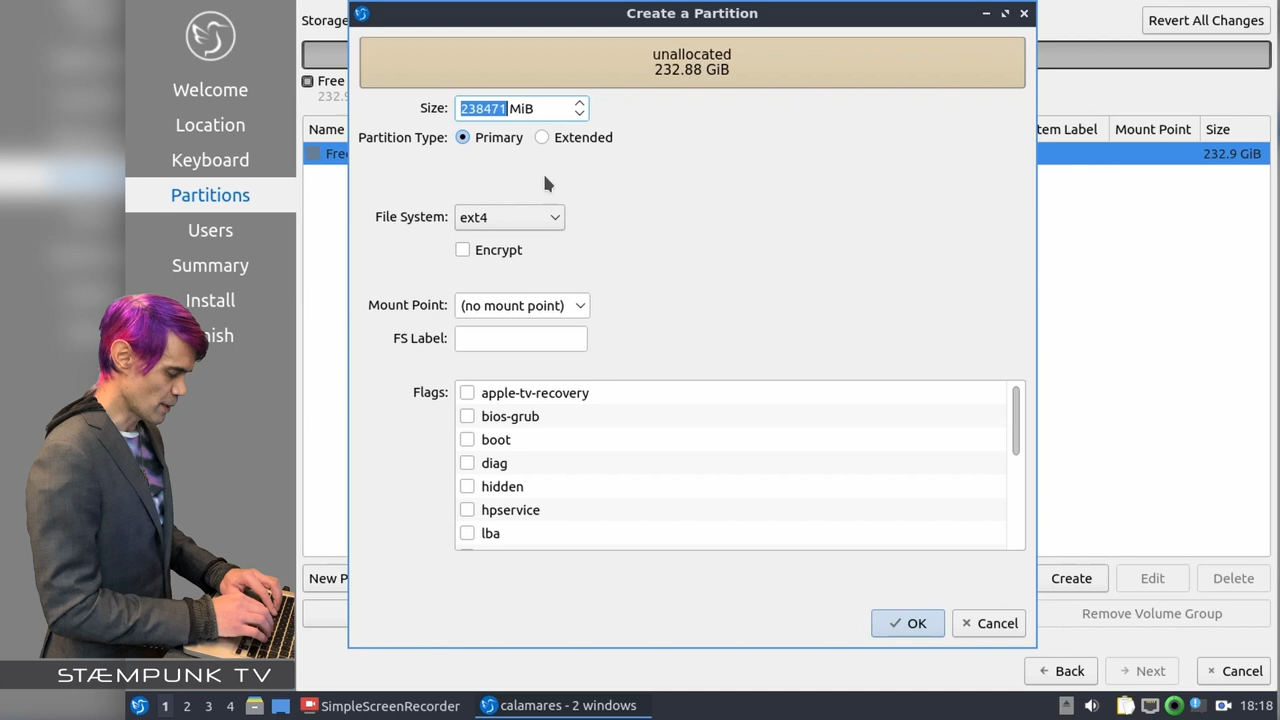 Create a Partition
Storage
Revert All Changes
unallocated
232.88 GiB
Free
232.9
Size: 238471 MiB
Partition Type: Primary Extended
Name
tem Label
Mount Point
Size
Free
232.9 GiB
Welcome
Location
Keyboard
Partitions
Users
Summary
Install
nish
File System: ext4
Encrypt
Mount Point: (no mount point)
FS Label:
Flags:
apple-tv-recovery
bios-grub
boot
diag
hidden
hpservice
lba
New P
Create
Edit
Delete
OK
Cancel
Remove Volume Group
Back
Next
Cancel
STÆMPUNK TV
1
2
3
4
SimpleScreenRecorder
calamares - 2 windows
18:18